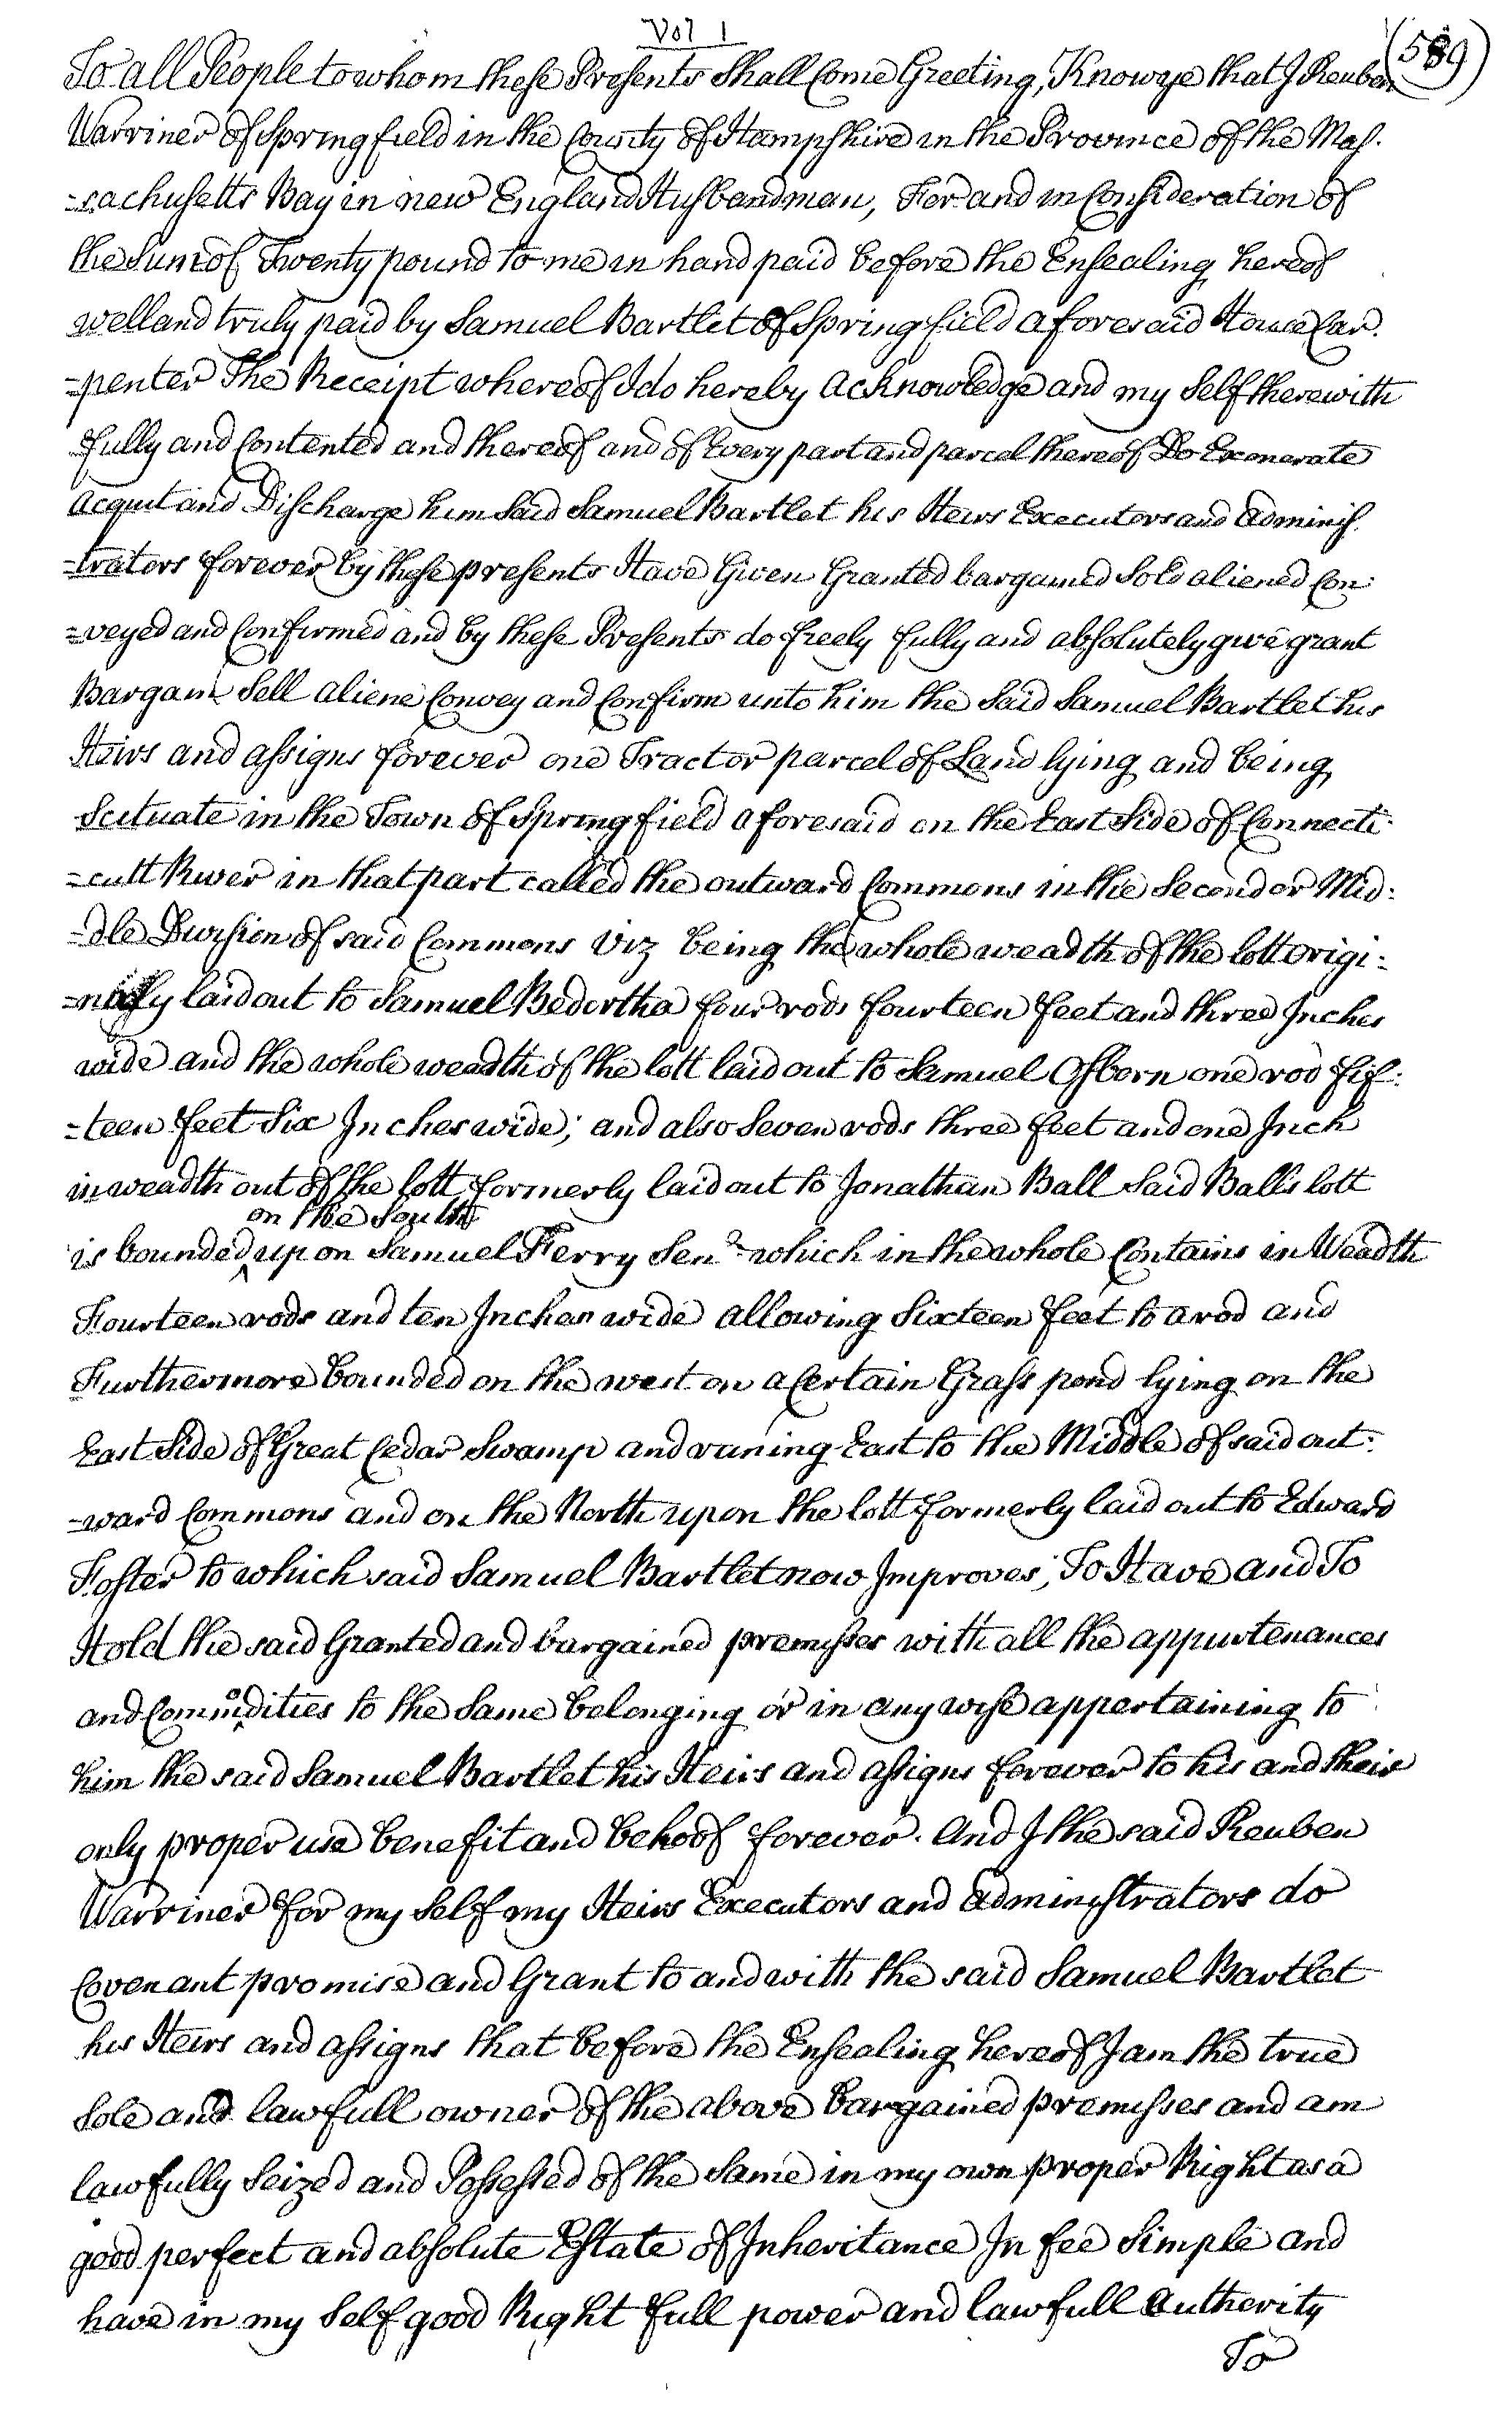 Vol 1
(589)
To all People to whom these Presents Shall Come Greeting, Know ye that I Reuben
Warriner of Springfield in the County of Hampshire in the Province of the Mas-
-sachusetts Bay in new England Husbandman, For and in Consideration of
the Sum of Twenty pound to me in hand paid before the Ensealing hereof
well and truly paid by Samuel Bartlet of Springfield aforesaid House Car-
-penter The Receipt whereof I do hereby acknowledge and my Self therewith
fully and Contented and thereof and of Every part and parcel thereof Do Exonerate
acquit and Discharge him Said Samuel Bartlet his Heirs Executors and adminis-
-trators forever by these presents Have Given Granted bargained Sold aliened Con-
=veyed and Confirmed and by these Presents do freely fully and absolutely give grant
Bargain Sell aliene Convey and Confirm unto him the Said Samuel Bartlet his
Heirs and assigns forever one Tract or parcel of Land lying and being
Scituate in the Town of Springfield aforesaid on the East Side of Connecti-
=cutt River in that part called the outward Commons in the Second or Mid-
-dle Division of said Commons viz being the whole weadth of the lott origi-
=nally laid out to Samuel Bedortha four rods fourteen feet and three Inches
wide and the whole weadth of the lott laid out to Samuel Osborn one rod fif-
=teen feet Six Inches wide; and also Seven rods three feet and one Inch
in weadth out of the lott formerly laid out to Jonathan Ball Said Balls lott
is bounded on the South upon Samuel Ferry Senr which in the whole Contains in Weadth
Fourteen rods and ten Inches wide allowing Sixteen feet to a rod and
Furthermore bounded on the west on a Certain Grass pond lying on the
East Side of Great Cedar Swamp and runing East to the Middle of said out-
-ward Commons and on the North upon the lott formerly laid out to Edward
Foster to which said Samuel Bartlet now Improves; To Have and To
Hold the said Granted and bargained premisses with all the appurtenances
and Commodities to the Same belonging or in any wise appertaining to
him the said Samuel Bartlet his Heirs and assigns forever to his and their
only proper use benefit and behoof forever. And I the said Reuben
Warriner for my Self my Heirs Executors and administrators do
Covenant promise and Grant to and with the said Samuel Bartlet
his Heirs and assigns that before the Ensealing hereof I am the true
Sole and lawfull owner of the above bargained premisses and am
lawfully Seized and Possessed of the Same in my own proper Right as a
good perfect and absolute Estate of Inheritance In fee Simple and
have in my Self good Right full power and lawfull authority
To